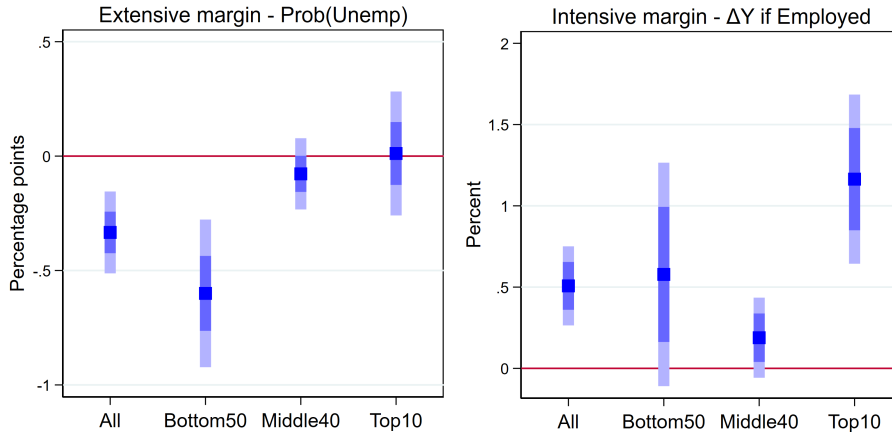 Extensive margin - Prob(Unemp)
Percentage points
.5
0
-.5
-1
All Bottom50 Middle40 Top10
Intensive margin - ΔY if Employed
Percent
2
1.5
1
.5
0
All Bottom50 Middle40 Top10